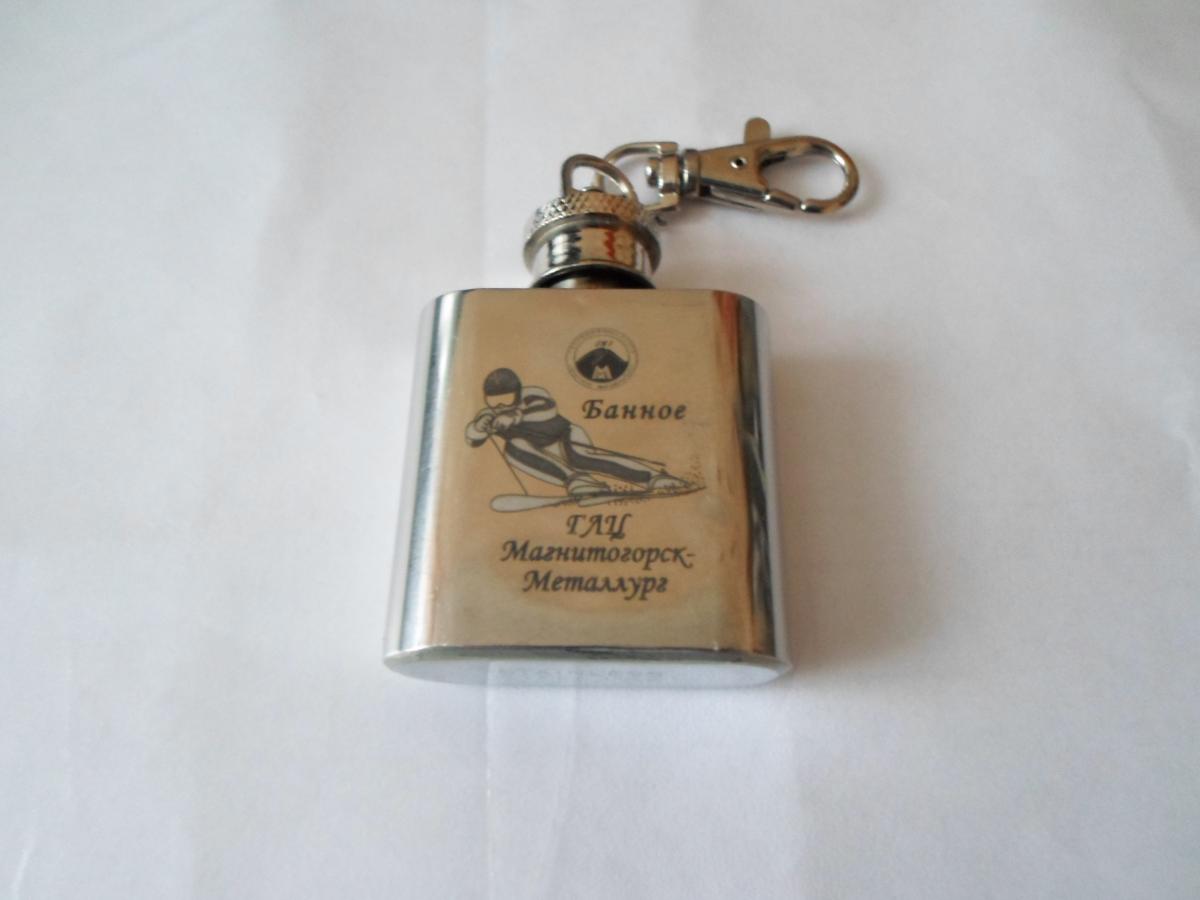 Банное
ГЛЦ
Магнитогорск-
Металлург